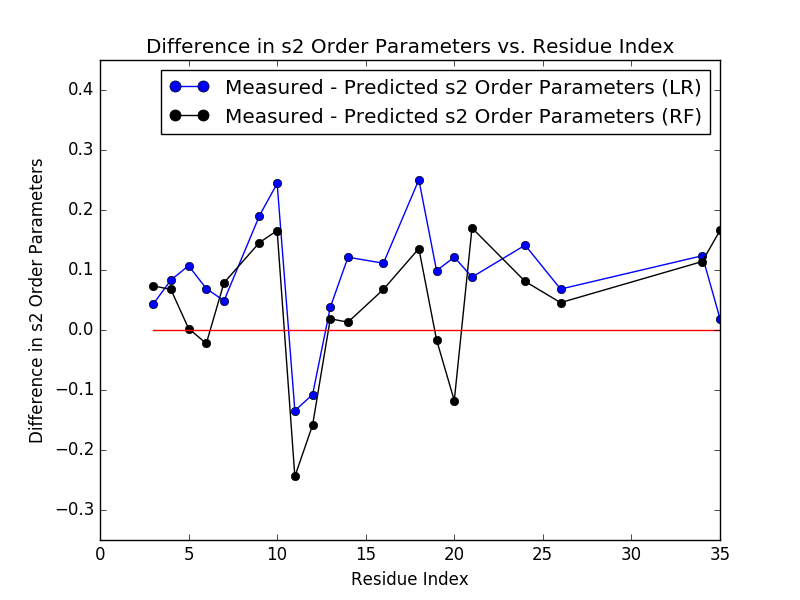 Difference in s2 Order Parameters vs. Residue Index
Measured - Predicted s2 Order Parameters (LR)
Measured - Predicted s2 Order Parameters (RF)
Difference in s2 Order Parameters
0.4
0.3
0.2
0.1
0.0
−0.1
−0.2
−0.3
0 5 10 15 20 25 30 35
Residue Index